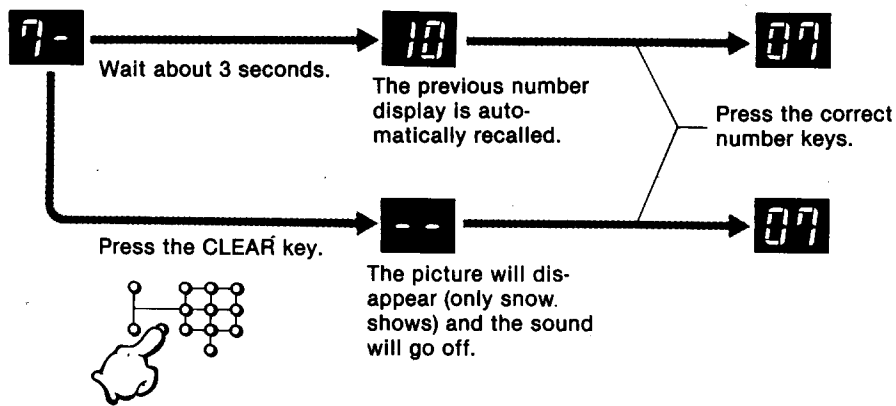 7-
10
07
Wait about 3 seconds.
The previous number
display is auto-
matically recalled.
Press the correct
number keys.
- -
07
Press the CLEAR key.
The picture will dis-
appear (only snow.
shows) and the sound
will go off.